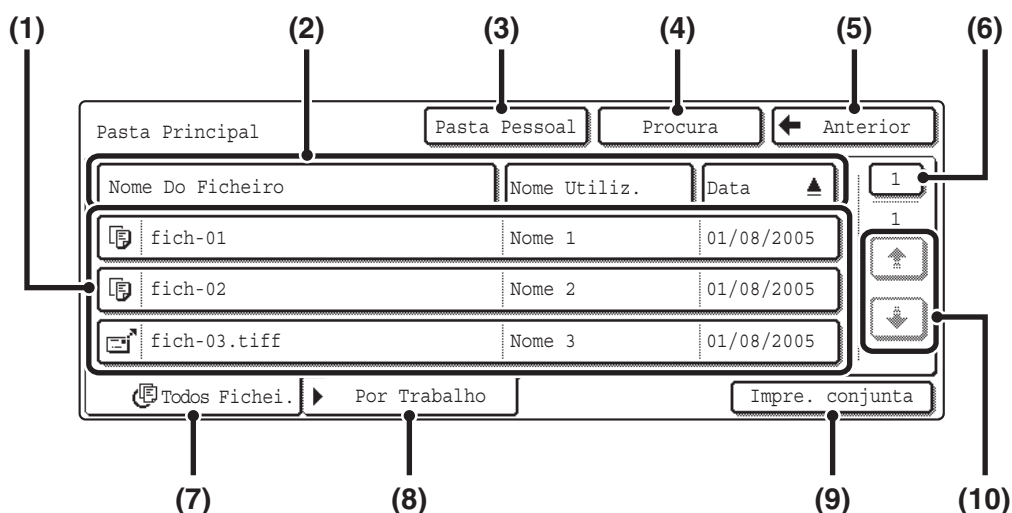 (1) (2) (3) (4) (5) (6)
Pasta Principal Pasta Pessoal Procura Anterior
Nome Do Ficheiro Nome Utiliz. Data 1
fich-01 Nome 1 01/08/2005 1
fich-02 Nome 2 01/08/2005
fich-03.tiff Nome 3 01/08/2005
Todos Fichei. Por Trabalho Impre. conjunta
(7) (8) (9) (10)